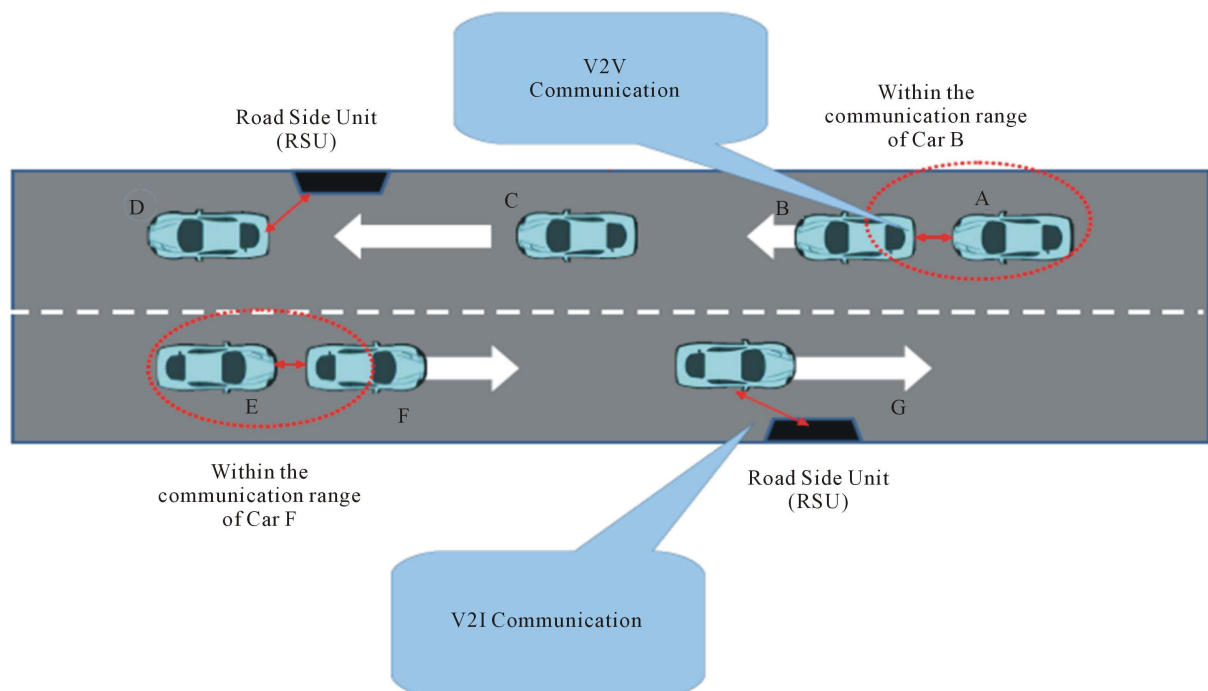 V2V
Communication
Road Side Unit
(RSU)
Within the
communication range
of Car B
D
C
B
A
E
F
G
Within the
communication range
of Car F
Road Side Unit
(RSU)
V2I Communication